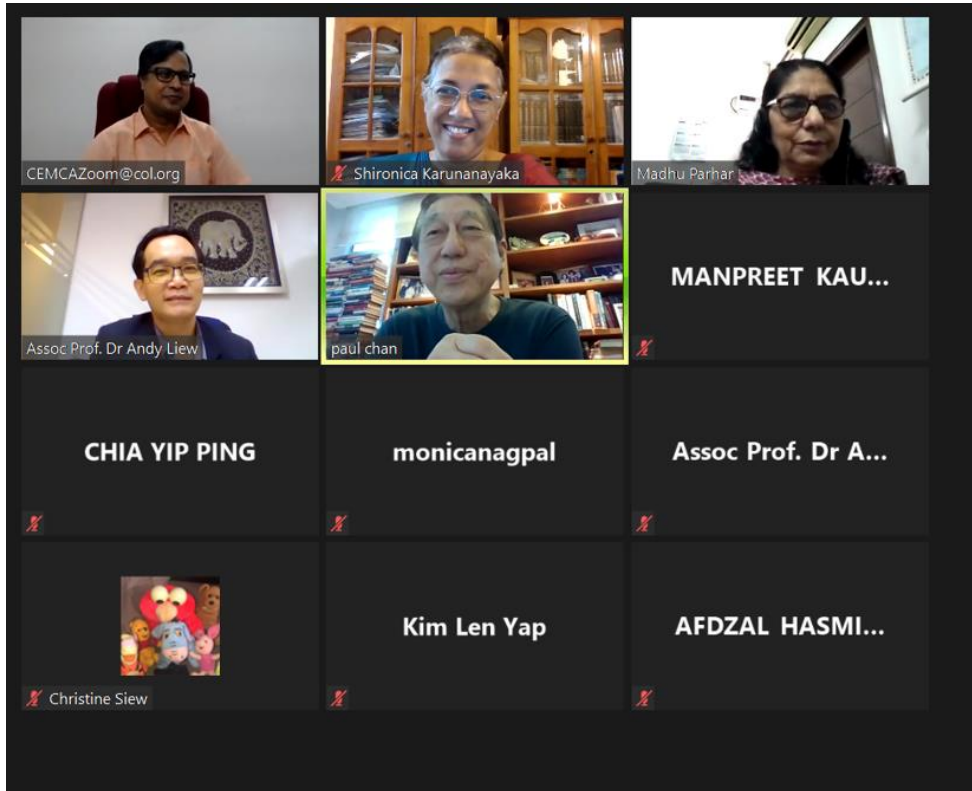 CEMCAZoom@col.org
Shironica Karunanayaka
Madhu Parhar
Assoc Prof. Dr Andy Liew
paul chan
MANPREET KAU...
CHIA YIP PING
monicanagpal
Assoc Prof. Dr A...
Christine Siew
Kim Len Yap
AFDZAL HASMI...